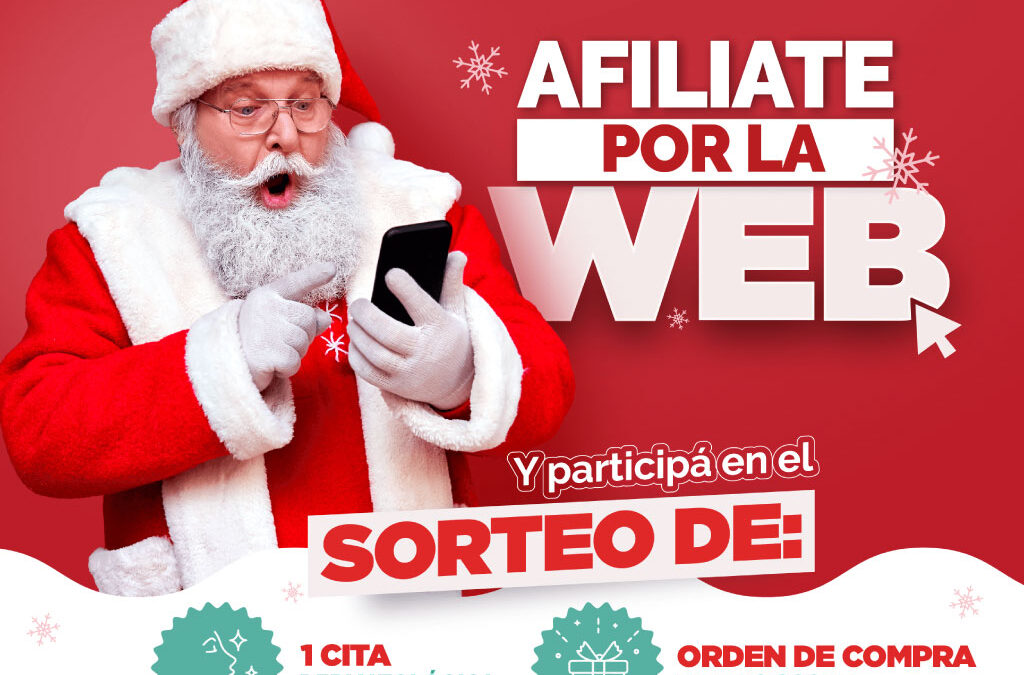 AFILIATE
POR LA
WEB
Y participá en el
SORTEO DE:
1 CITA
ORDEN DE COMPRA